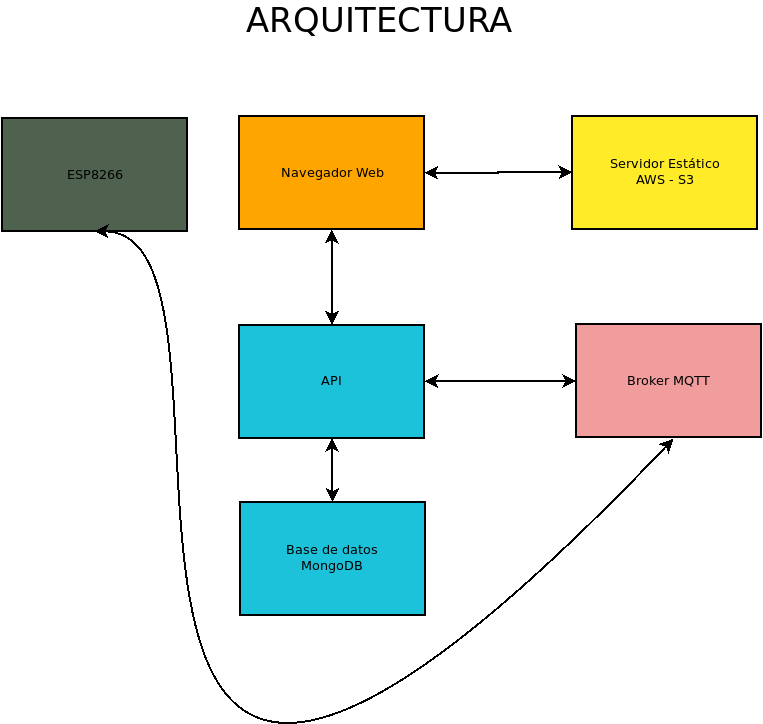 ARQUITECTURA
ESP8266
Navegador Web
Servidor Estático
AWS - S3
API
Broker MQTT
Base de datos
MongoDB